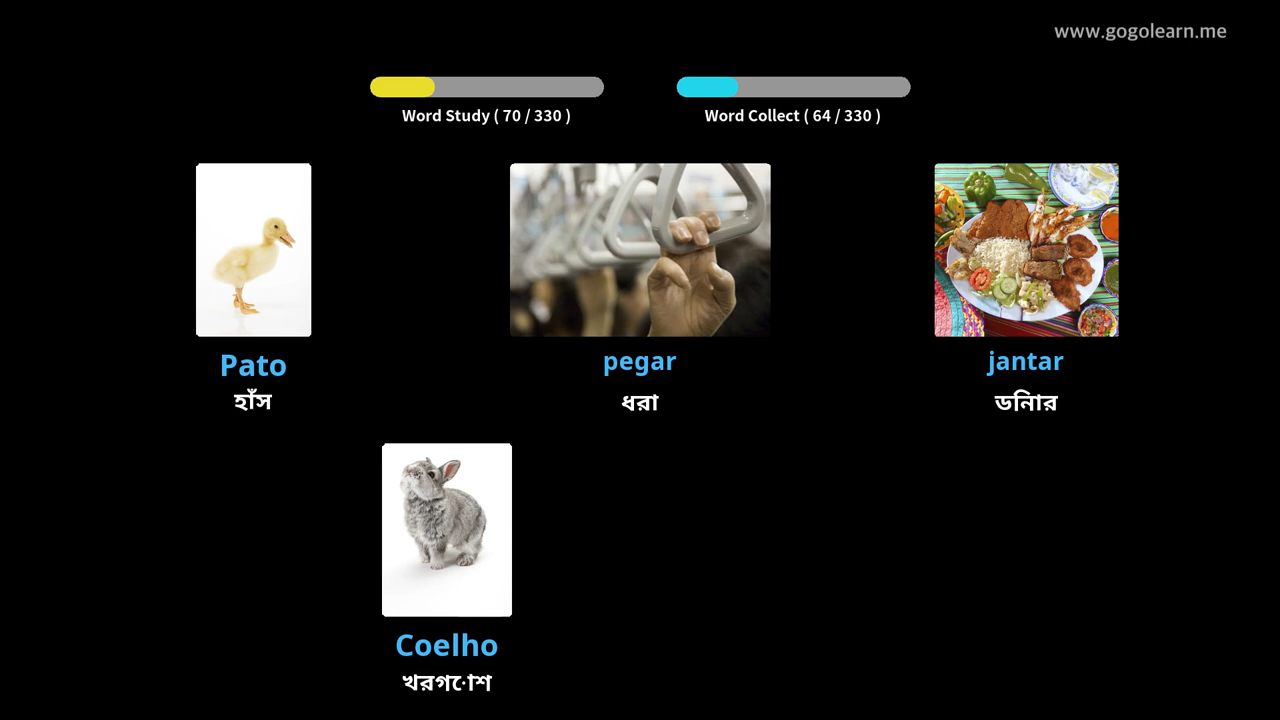 www.gogolearn.me
Word Study ( 70 / 330 )
Word Collect ( 64 / 330 )
Pato
হাঁস
pegar
ধরা
jantar
ডিনার
Coelho
খরগোশ